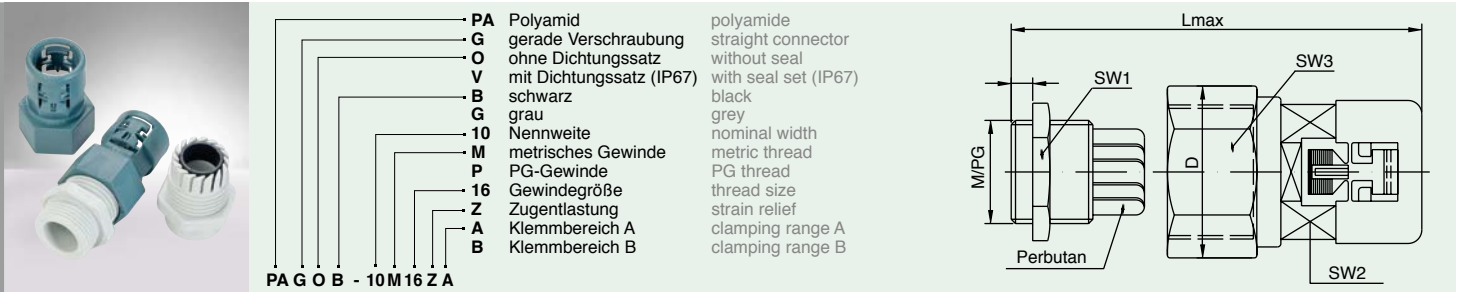 PA Polyamid polyamide
G gerade Verschraubung straight connector
O ohne Dichtungssatz without seal
V mit Dichtungssatz (IP67) with seal set (IP67)
B schwarz black
G grau grey
10 Nennweite nominal width
M metrisches Gewinde metric thread
P PG-Gewinde PG thread
16 Gewindegröße thread size
Z Zugentlastung strain relief
A Klemmbereich A clamping range A
B Klemmbereich B clamping range B
PA G O B - 10 M 16 Z A
Lmax
SW1
SW3
M/PG
D
Perbutan
SW2